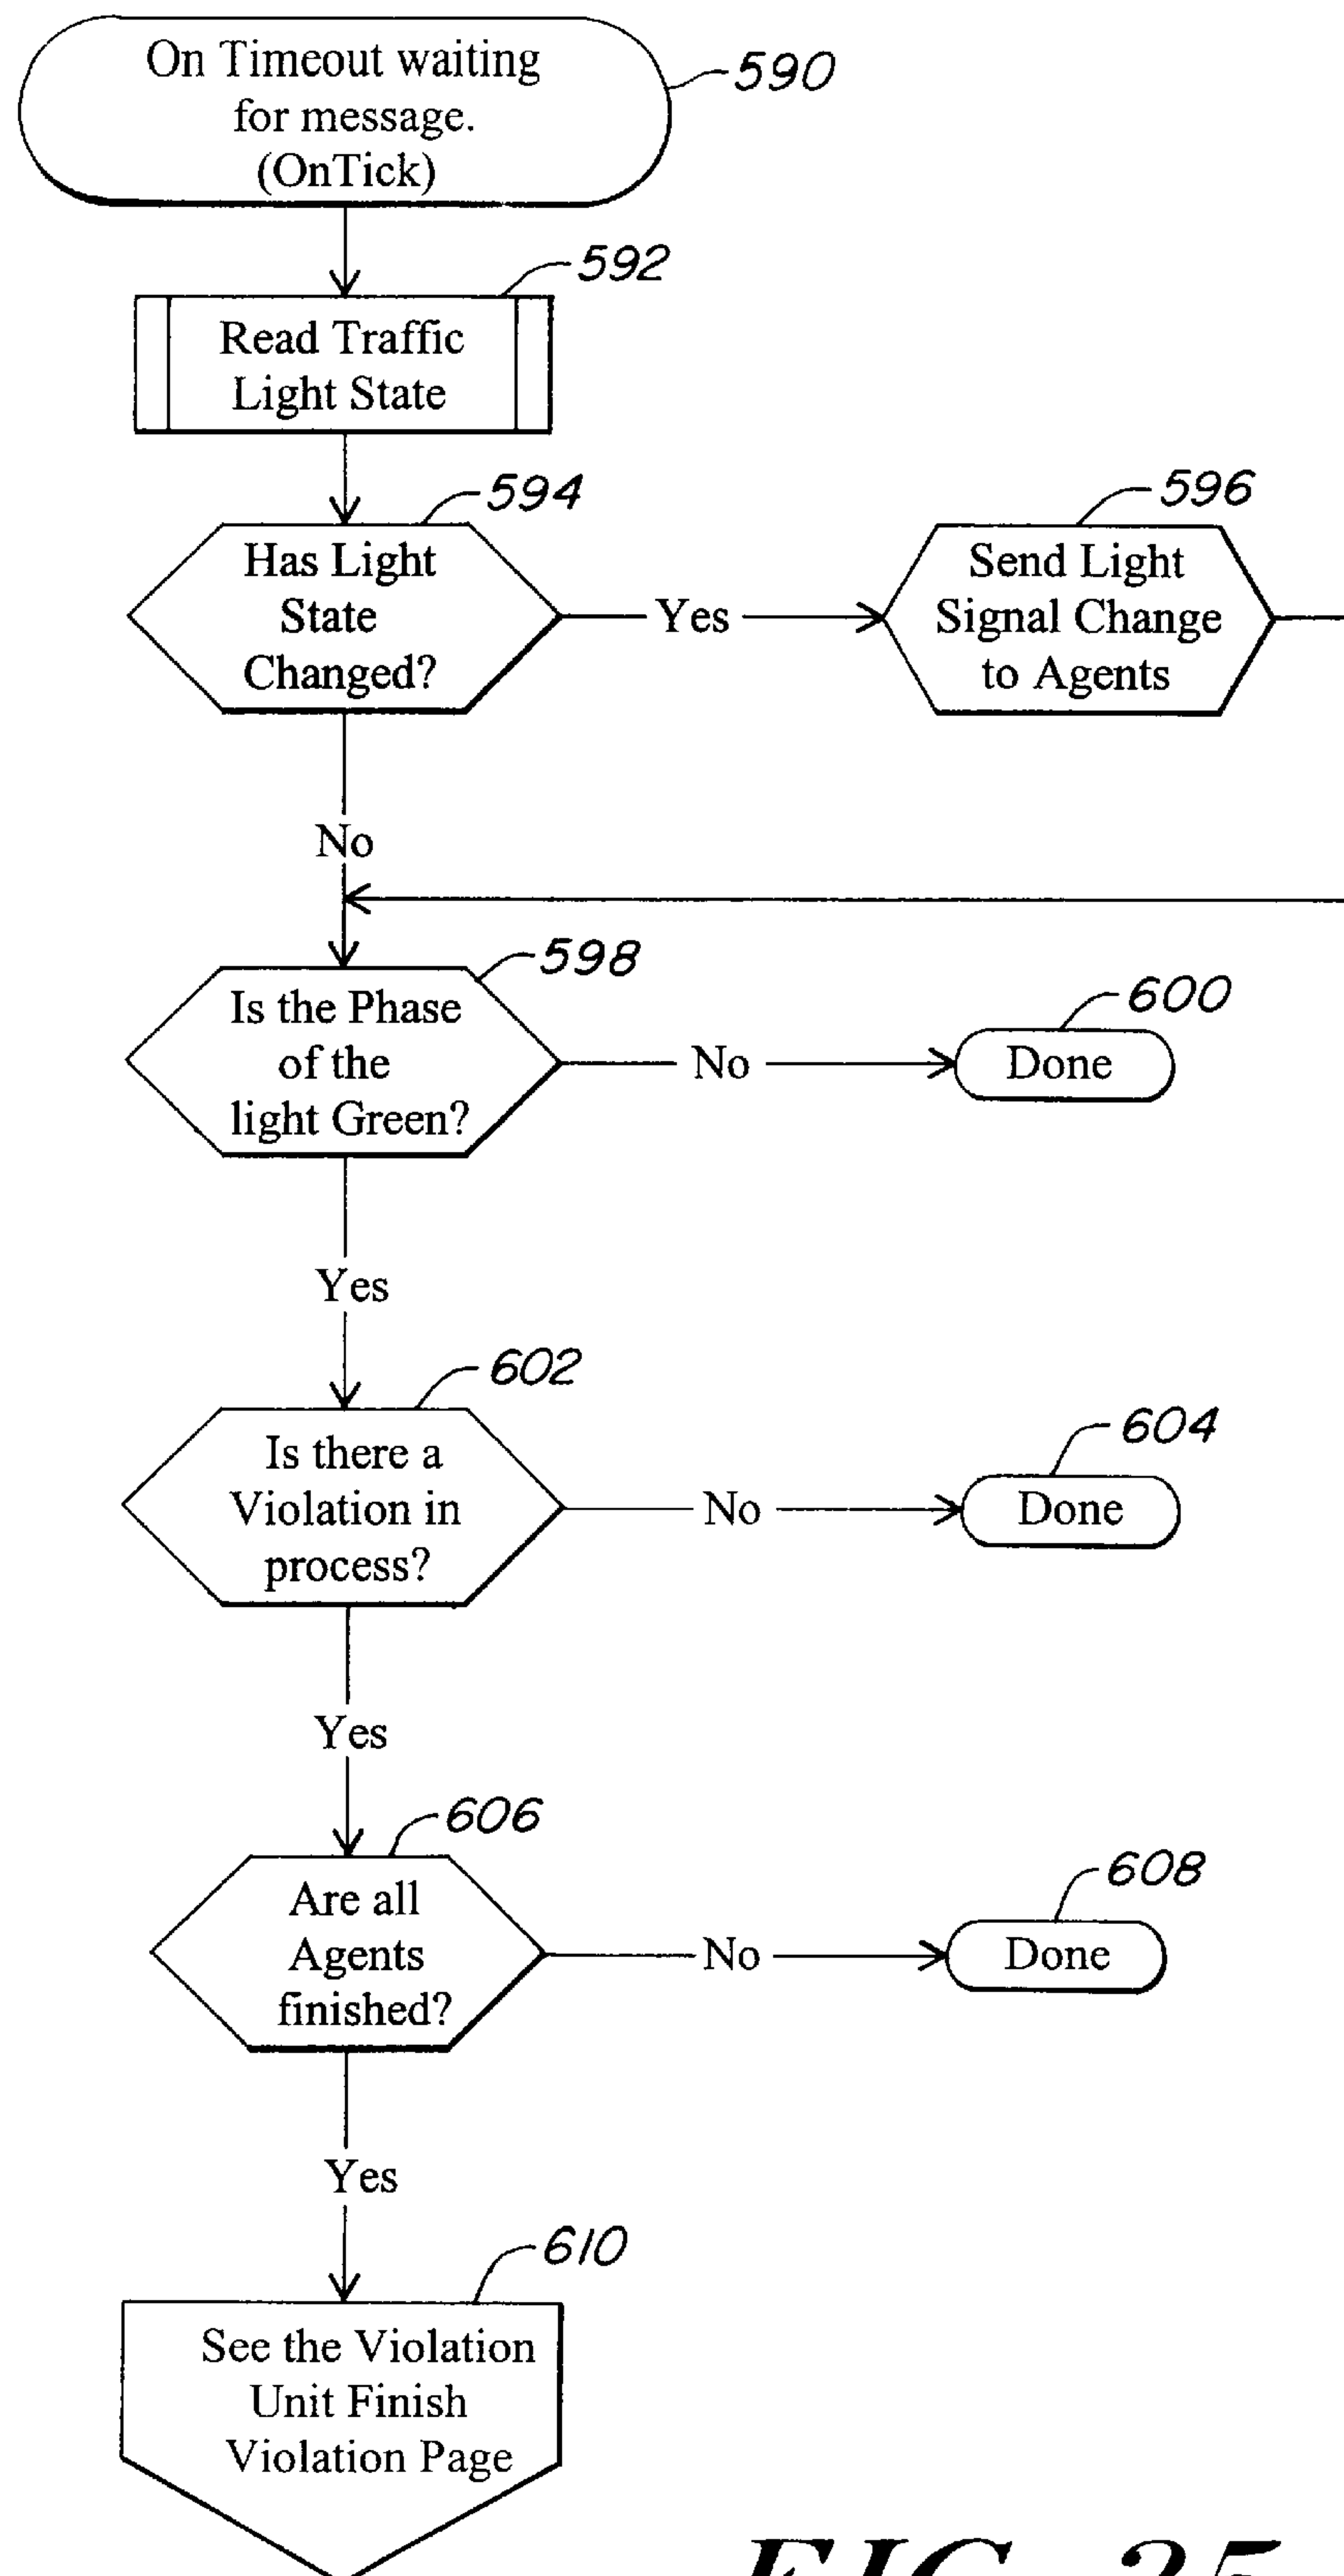 On Timeout waiting
for message.
(OnTick)
590
592
Read Traffic
Light State
594
Has Light
State
Changed?
Yes
596
Send Light
Signal Change
to Agents
No
598
Is the Phase
of the
light Green?
No
600
Done
Yes
602
Is there a
Violation in
process?
No
604
Done
Yes
606
Are all
Agents
finished?
No
608
Done
Yes
610
See the Violation
Unit Finish
Violation Page